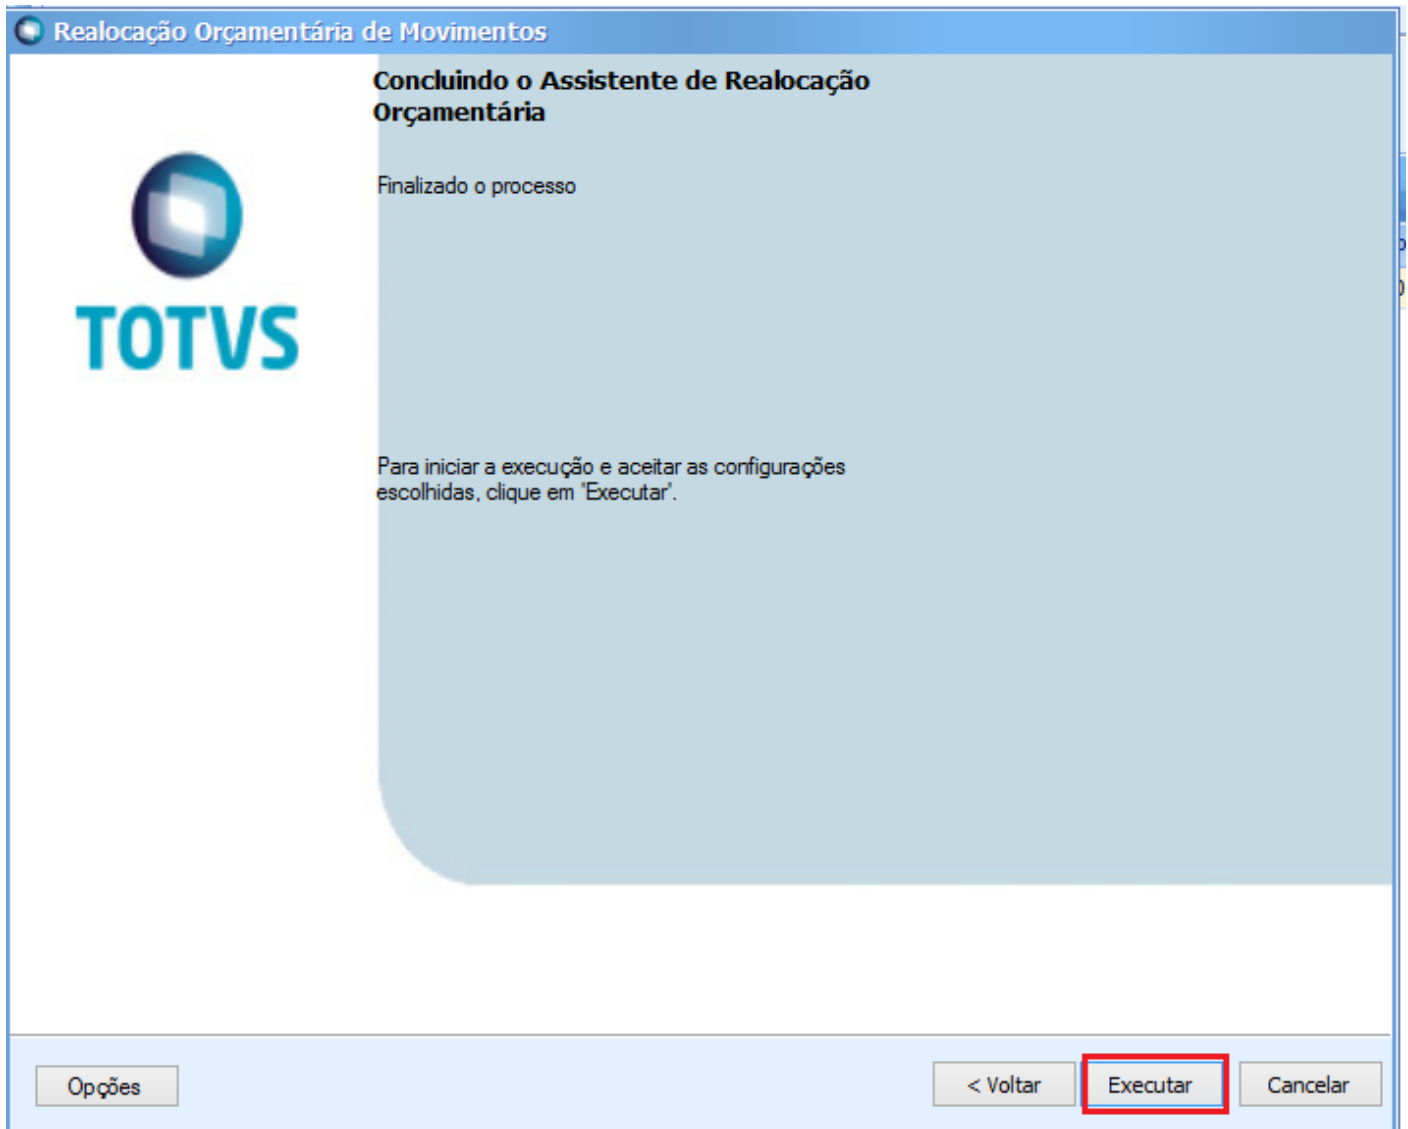 Realocação Orçamentária de Movimentos
Concluindo o Assistente de Realocação
Orçamentária
Finalizado o processo
TOTVS
Para iniciar a execução e aceitar as configurações
escolhidas, clique em 'Executar'.
Opções
< Voltar
Executar
Cancelar